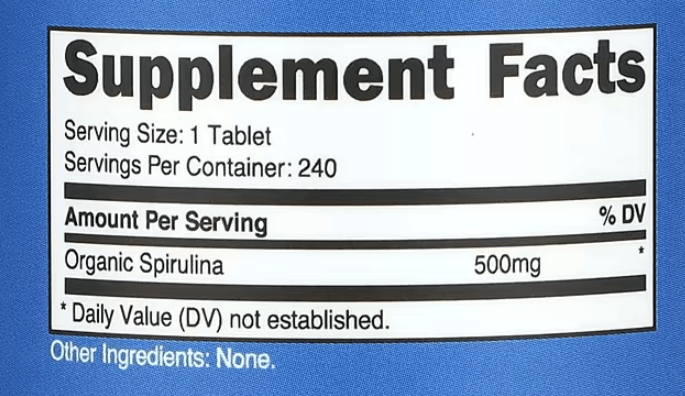 Supplement Facts
Serving Size: 1 Tablet
Servings Per Container: 240
Amount Per Serving % DV
Organic Spirulina 500mg *
* Daily Value (DV) not established.
Other Ingredients: None.